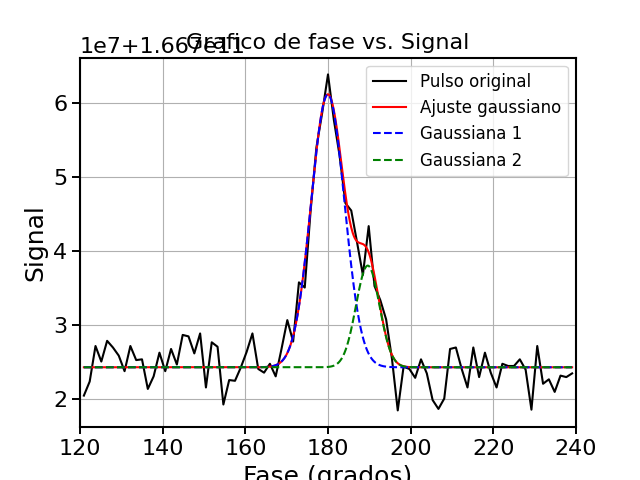 1e7+1.667e11
Grafico de fase vs. Signal
Pulso original
Ajuste gaussiano
Gaussiana 1
Gaussiana 2
6
5
4
3
2
Signal
120 140 160 180 200 220 240
Fase (grados)